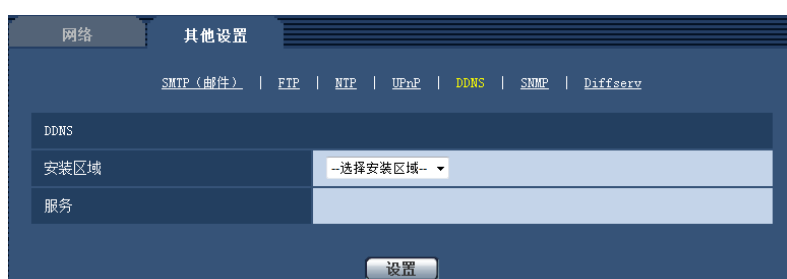 网络 其他设置
SMTP（邮件） | FTP | NTP | UPnP | DDNS | SNMP | Diffserv
DDNS
安装区域 --选择安装区域--
服务
设置